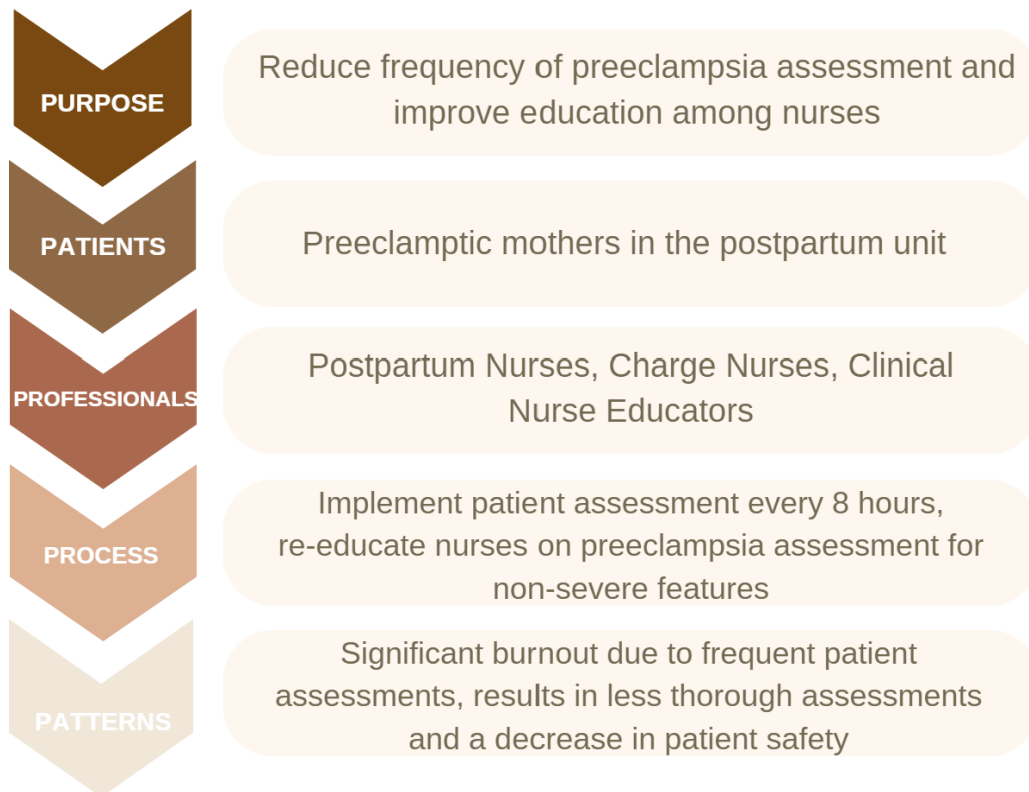 PURPOSE
Reduce frequency of preeclampsia assessment and
improve education among nurses
PATIENTS
Preeclamptic mothers in the postpartum unit
PROFESSIONALS
Postpartum Nurses, Charge Nurses, Clinical
Nurse Educators
PROCESS
Implement patient assessment every 8 hours,
re-educate nurses on preeclampsia assessment for
non-severe features
PATTERNS
Significant burnout due to frequent patient
assessments, results in less thorough assessments
and a decrease in patient safety